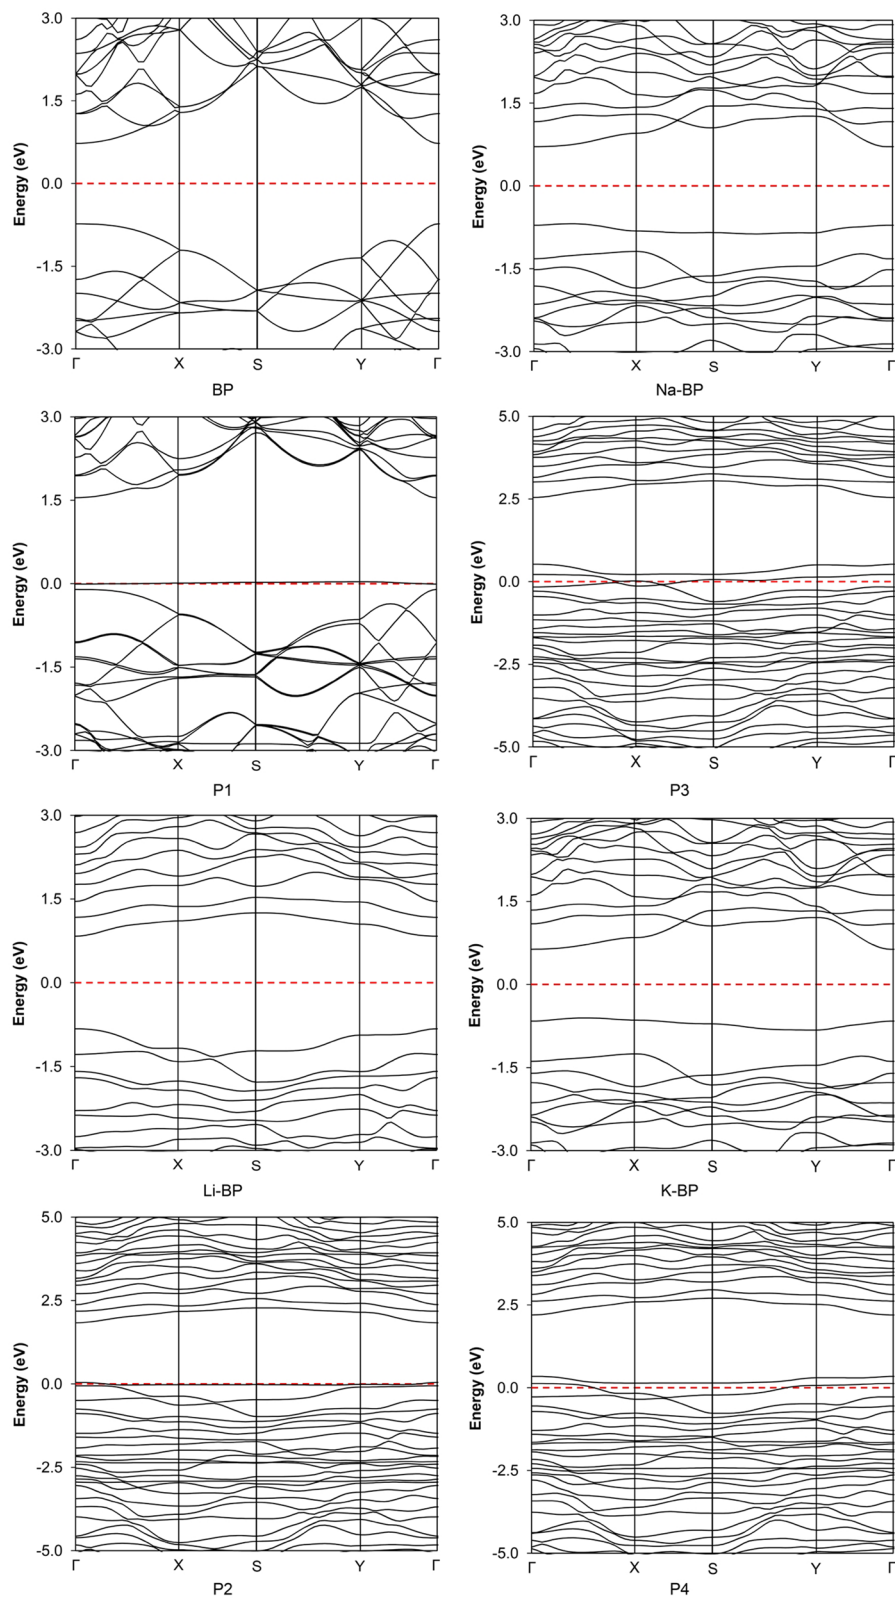 3.0
1.5
0.0
-1.5
-3.0
Energy (eV)
Γ X S Y Γ
BP
3.0
1.5
0.0
-1.5
-3.0
Energy (eV)
Γ X S Y Γ
Na-BP
3.0
1.5
0.0
-1.5
-3.0
Energy (eV)
Γ X S Y Γ
P1
5.0
2.5
0.0
-2.5
-5.0
Energy (eV)
Γ X S Y Γ
P3
3.0
1.5
0.0
-1.5
-3.0
Energy (eV)
Γ X S Y Γ
Li-BP
3.0
1.5
0.0
-1.5
-3.0
Energy (eV)
Γ X S Y Γ
K-BP
5.0
2.5
0.0
-2.5
-5.0
Energy (eV)
Γ X S Y Γ
P2
5.0
2.5
0.0
-2.5
-5.0
Energy (eV)
Γ X S Y Γ
P4